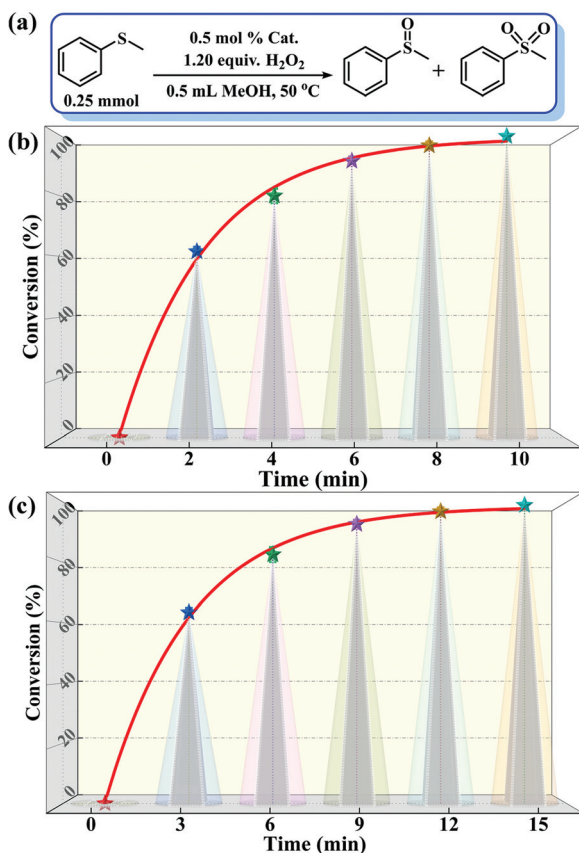 (a)
S
0.5 mol % Cat.
1.20 equiv. H₂O₂
0.5 mL MeOH, 50 °C
0.25 mmol
O
S
+
O O
S
(b)
Conversion (%)
100
80
60
40
20
0
0 2 4 6 8 10
Time (min)
(c)
Conversion (%)
100
80
60
40
20
0
0 3 6 9 12 15
Time (min)